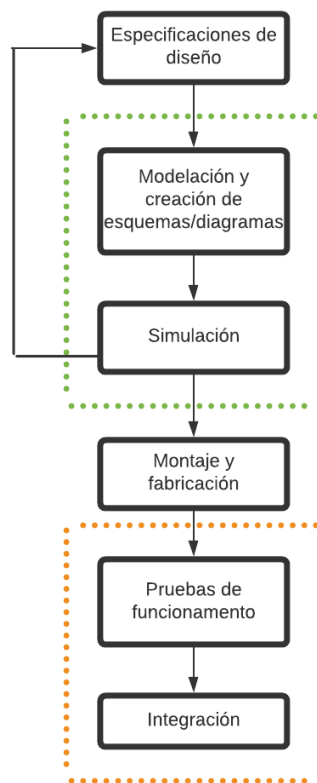 Especificaciones de
diseño
Modelación y
creación de
esquemas/diagramas
Simulación
Montaje y
fabricación
Pruebas de
funcionamento
Integración